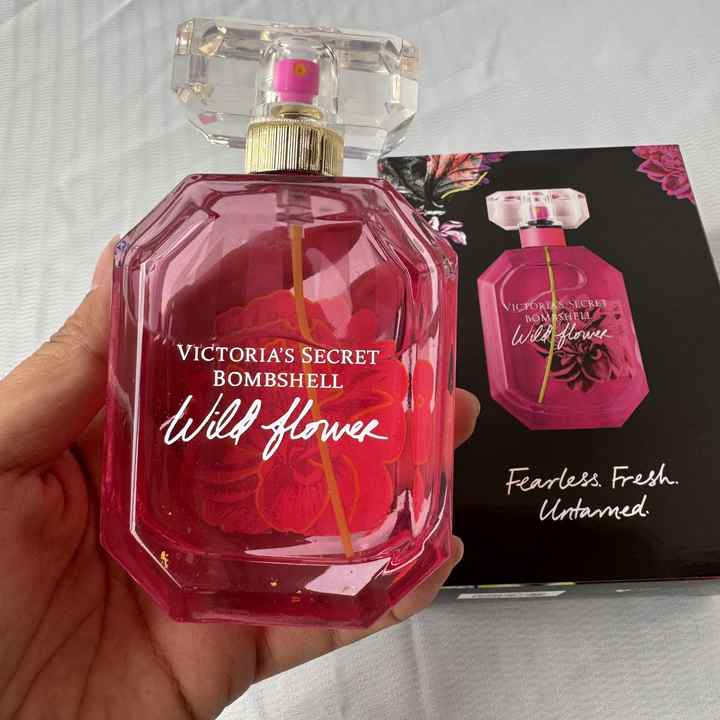 VICTORIA'S SECRET
BOMBSHELL
Wild flower
VICTORIA'S SECRET
BOMBSHELL
Wild flower
Fearless. Fresh.
Untamed.